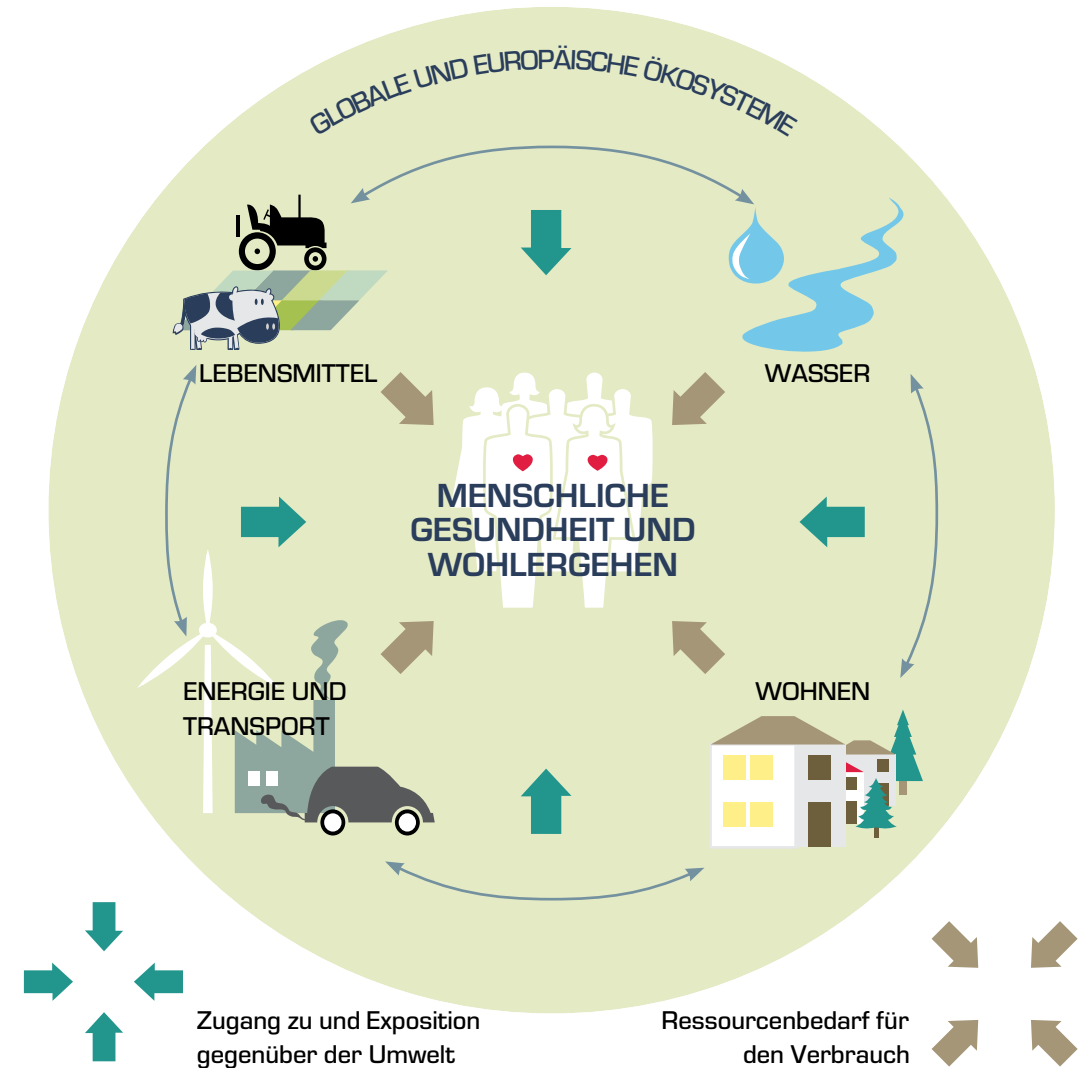 GLOBALE UND EUROPÄISCHE ÖKOSYSTEME
LEBENSMITTEL
WASSER
MENSCHLICHE
GESUNDHEIT UND
WOHLERGEHEN
ENERGIE UND
TRANSPORT
WOHNEN
Zugang zu und Exposition
gegenüber der Umwelt
Ressourcenbedarf für
den Verbrauch